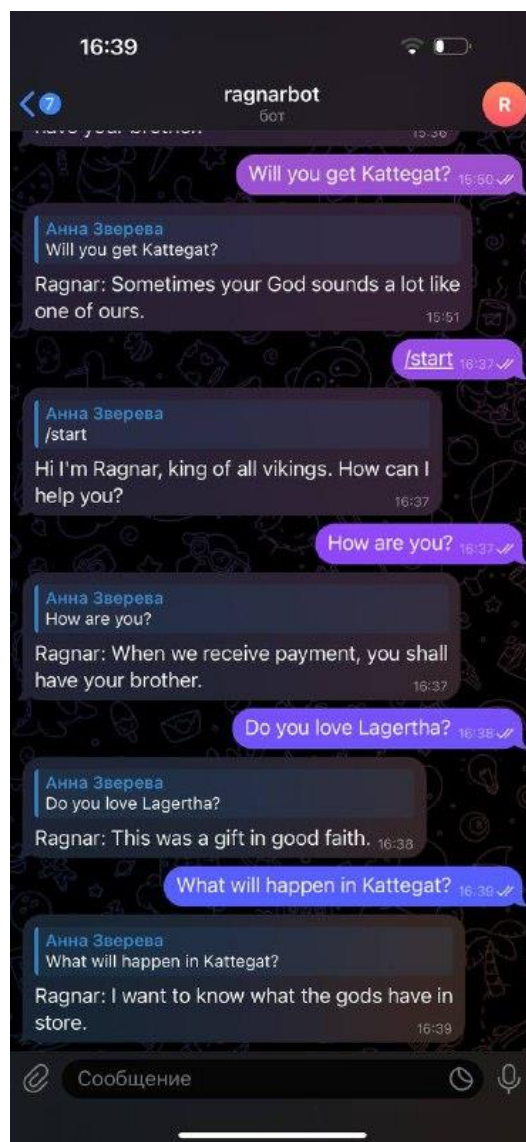 16:39
7
ragnarbot
R
бот
have your brother.
15:36
Will you get Kattegat? 15:50
Анна Зверева
Will you get Kattegat?
Ragnar: Sometimes your God sounds a lot like
one of ours.
15:51
/start 16:37
Анна Зверева
/start
Hi I'm Ragnar, king of all vikings. How can I
help you?
16:37
How are you? 16:37
Анна Зверева
How are you?
Ragnar: When we receive payment, you shall
have your brother.
16:37
Do you love Lagertha? 16:38
Анна Зверева
Do you love Lagertha?
Ragnar: This was a gift in good faith. 16:38
What will happen in Kattegat? 16:39
Анна Зверева
What will happen in Kattegat?
Ragnar: I want to know what the gods have in
store.
16:39
Сообщение